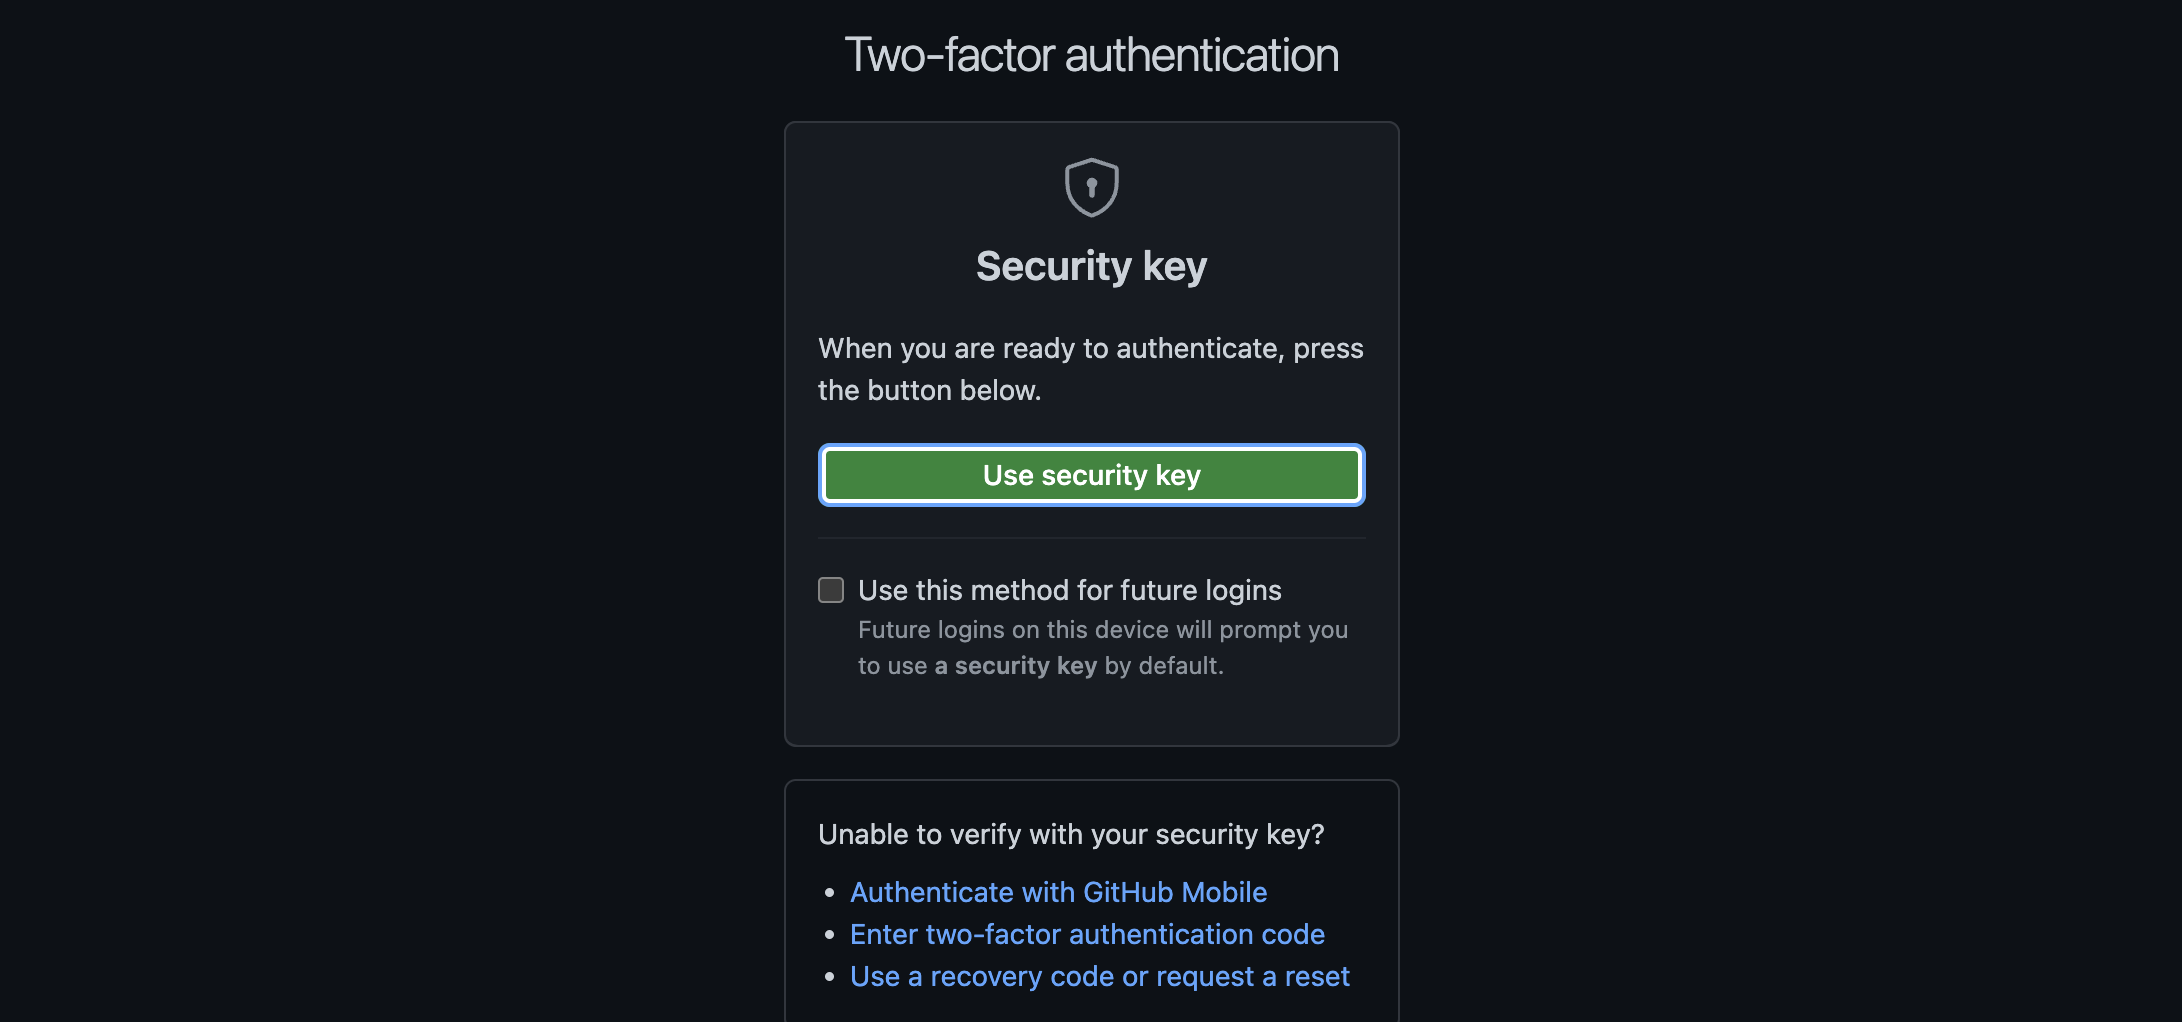 Two-factor authentication
Security key
When you are ready to authenticate, press
the button below.
Use security key
Use this method for future logins
Future logins on this device will prompt you
to use a security key by default.
Unable to verify with your security key?
• Authenticate with GitHub Mobile
• Enter two-factor authentication code
• Use a recovery code or request a reset